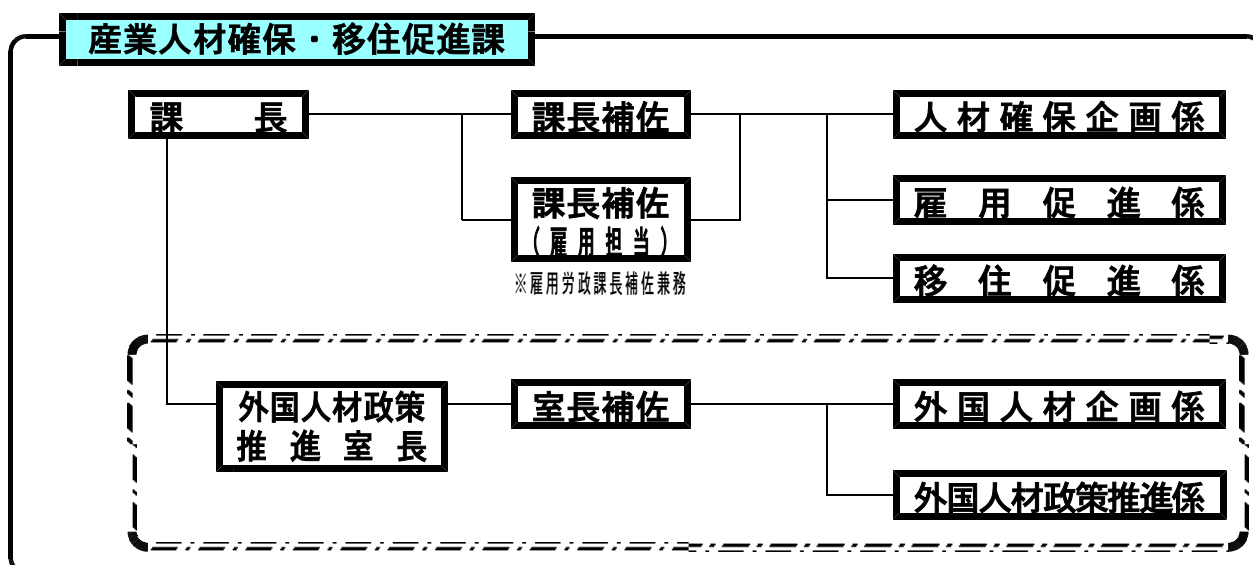 産業人材確保・移住促進課
課長
課長補佐
人材確保企画係
課長補佐
（雇用担当）
※雇用労政課長補佐兼務
雇用促進係
移住促進係
外国人材政策
推進室長
室長補佐
外国人材企画係
外国人材政策推進係